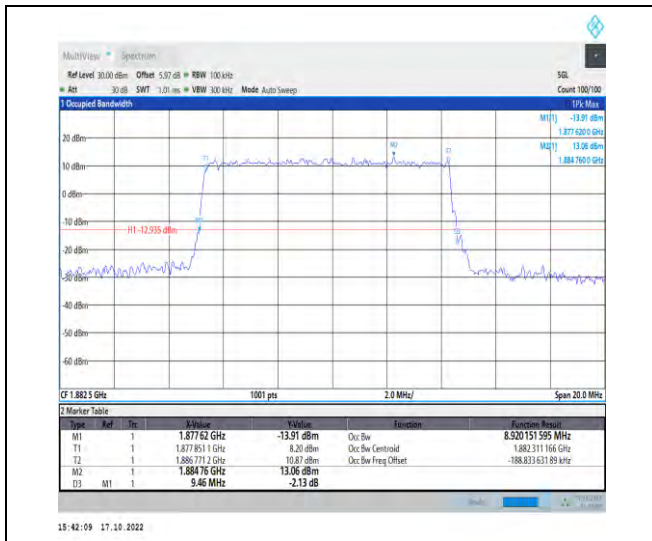 MultiView Spectrum
Ref Level 30.00 dBm Offset 5.97 dB RBW 100 kHz SGL
Att 30 dB SWT 1.01 ms VBW 300 kHz Mode Auto Sweep Count 100/100
1 Occupied Bandwidth 1Pk Max
M1[1] -13.91 dBm
1.877 620 0 GHz
M2[1] 13.06 dBm
1.884 760 0 GHz
20 dBm
M2
T1
T2
10 dBm
0 dBm
-10 dBm
M1
H1 -12.935 dBm
D3
-20 dBm
-30 dBm
-40 dBm
-50 dBm
-60 dBm
CF 1.882 5 GHz 1001 pts 2.0 MHz/ Span 20.0 MHz
2 Marker Table
Type Ref Trc X-Value Y-Value Function Function Result
M1 1 1.877 62 GHz -13.91 dBm Occ Bw 8.920 151 595 MHz
T1 1 1.877 851 1 GHz 8.20 dBm Occ Bw Centroid 1.882 311 166 GHz
T2 1 1.886 771 2 GHz 10.87 dBm Occ Bw Freq Offset -188.833 631 89 kHz
M2 1 1.884 76 GHz 13.06 dBm
D3 M1 1 9.46 MHz -2.13 dB
15:42:09 17.10.2022